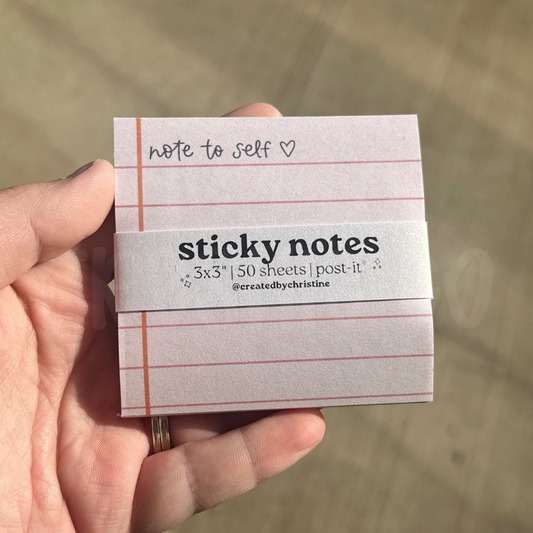 note to self ♡
sticky notes
3x3" | 50 sheets | post-it®
@createdbychristine